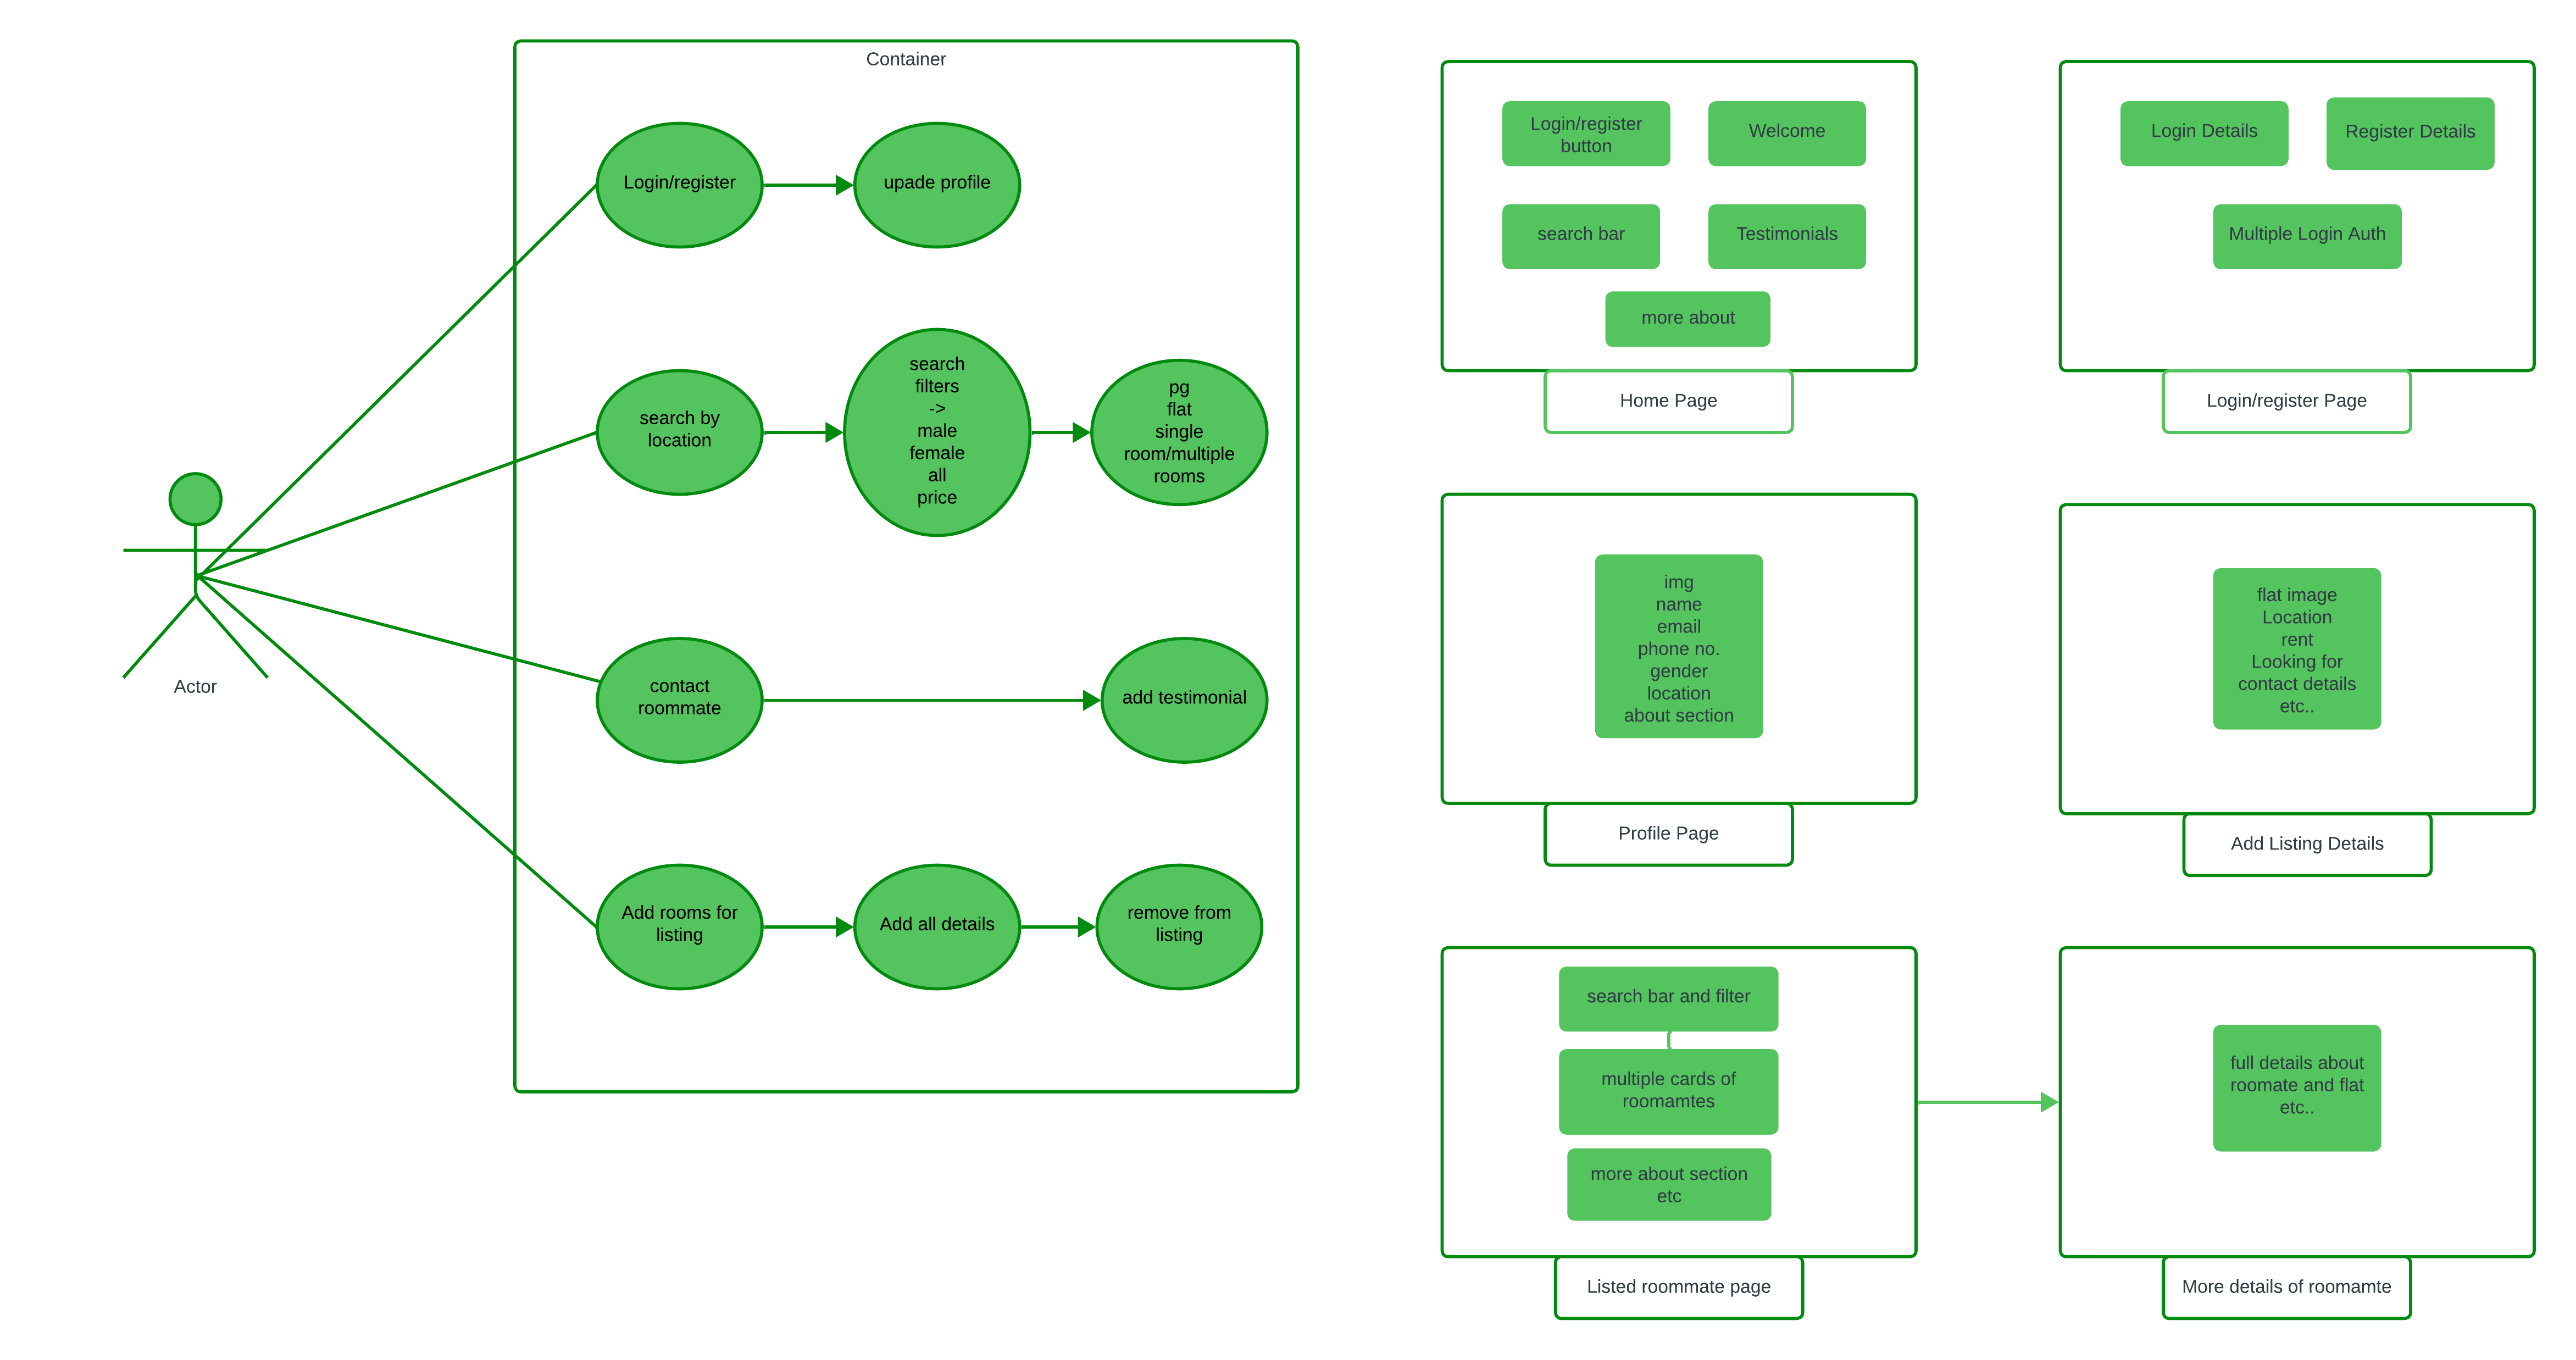 Container
Login/register
upade profile
search by
location
search
filters
->
male
female
all
price
pg
flat
single
room/multiple
rooms
Actor
contact
roommate
add testimonial
Add rooms for
listing
Add all details
remove from
listing
Login/register
button
Welcome
search bar
Testimonials
more about
Home Page
Login Details
Register Details
Multiple Login Auth
Login/register Page
img
name
email
phone no.
gender
location
about section
Profile Page
flat image
Location
rent
Looking for
contact details
etc..
Add Listing Details
search bar and filter
multiple cards of
roomamtes
more about section
etc
Listed roommate page
full details about
roomate and flat
etc..
More details of roomamte